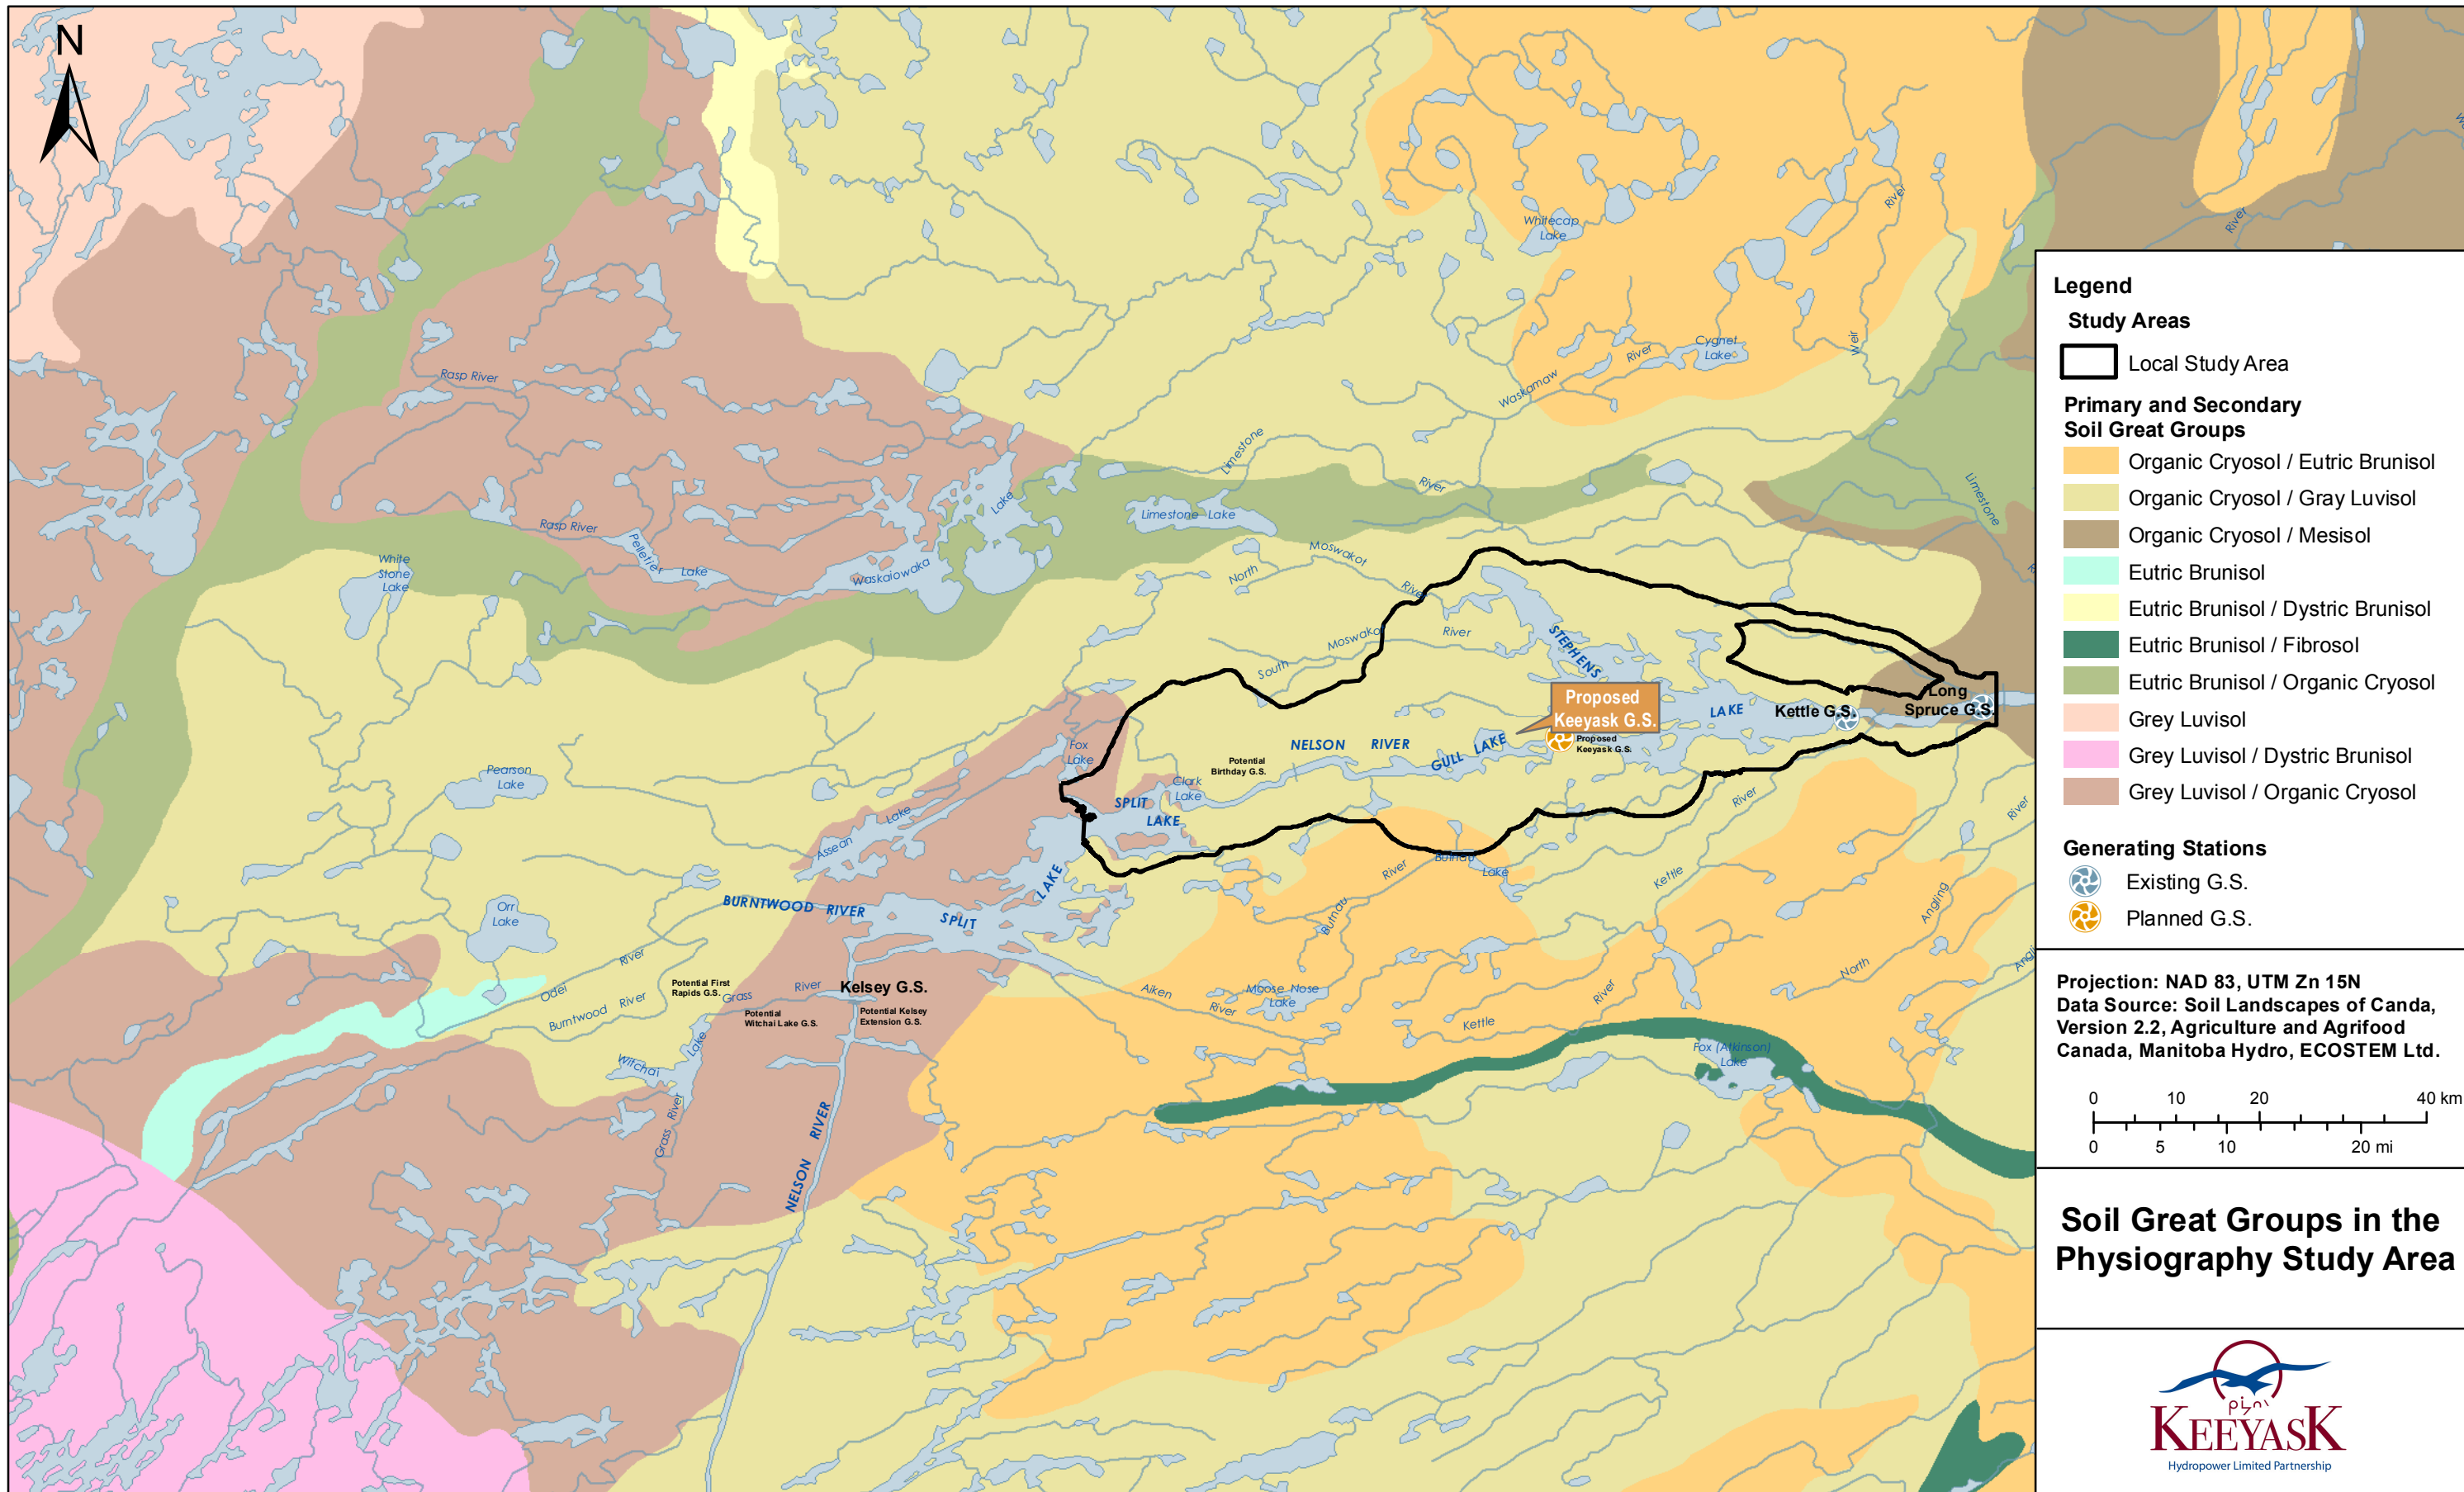 N
Whitecap
Lake
River
River
Weir
Cygnet
Lake
River
Waskamaw
Rasp River
Limestone
River
Limestone Lake
Lake
Waskaiowaka
Rasp River
Pelletier
Lake
White
Stone
Lake
North
Moswakot
River
South
River
STEPHENS
LAKE
Limestone
Proposed
Keeyask G.S.
Proposed
Keeyask G.S.
Kettle G.S.
Long
Spruce G.S.
NELSON RIVER
GULL LAKE
Potential
Birthday G.S.
Fox
Lake
Clark
Lake
SPLIT
LAKE
Pearson
Lake
Assean Lake
Orr
Lake
BURNTWOOD RIVER
SPLIT
LAKE
Butnau
Lake
River
Butnau
River
Kettle
River
Angling
North
River
Kettle
Moose Nose
Lake
Aiken
River
Odei
River
Burntwood River
Potential First
Rapids G.S.
Grass River
Kelsey G.S.
Potential
Witchai Lake G.S.
Potential Kelsey
Extension G.S.
Witchai
Lake
Grass River
NELSON RIVER
Fox (Atkinson)
Lake
Legend
Study Areas
Local Study Area
Primary and Secondary
Soil Great Groups
Organic Cryosol / Eutric Brunisol
Organic Cryosol / Gray Luvisol
Organic Cryosol / Mesisol
Eutric Brunisol
Eutric Brunisol / Dystric Brunisol
Eutric Brunisol / Fibrosol
Eutric Brunisol / Organic Cryosol
Grey Luvisol
Grey Luvisol / Dystric Brunisol
Grey Luvisol / Organic Cryosol
Generating Stations
Existing G.S.
Planned G.S.
Projection: NAD 83, UTM Zn 15N
Data Source: Soil Landscapes of Canda,
Version 2.2, Agriculture and Agrifood
Canada, Manitoba Hydro, ECOSTEM Ltd.
0 10 20 40 km
0 5 10 20 mi
Soil Great Groups in the
Physiography Study Area
KEEYASK
Hydropower Limited Partnership